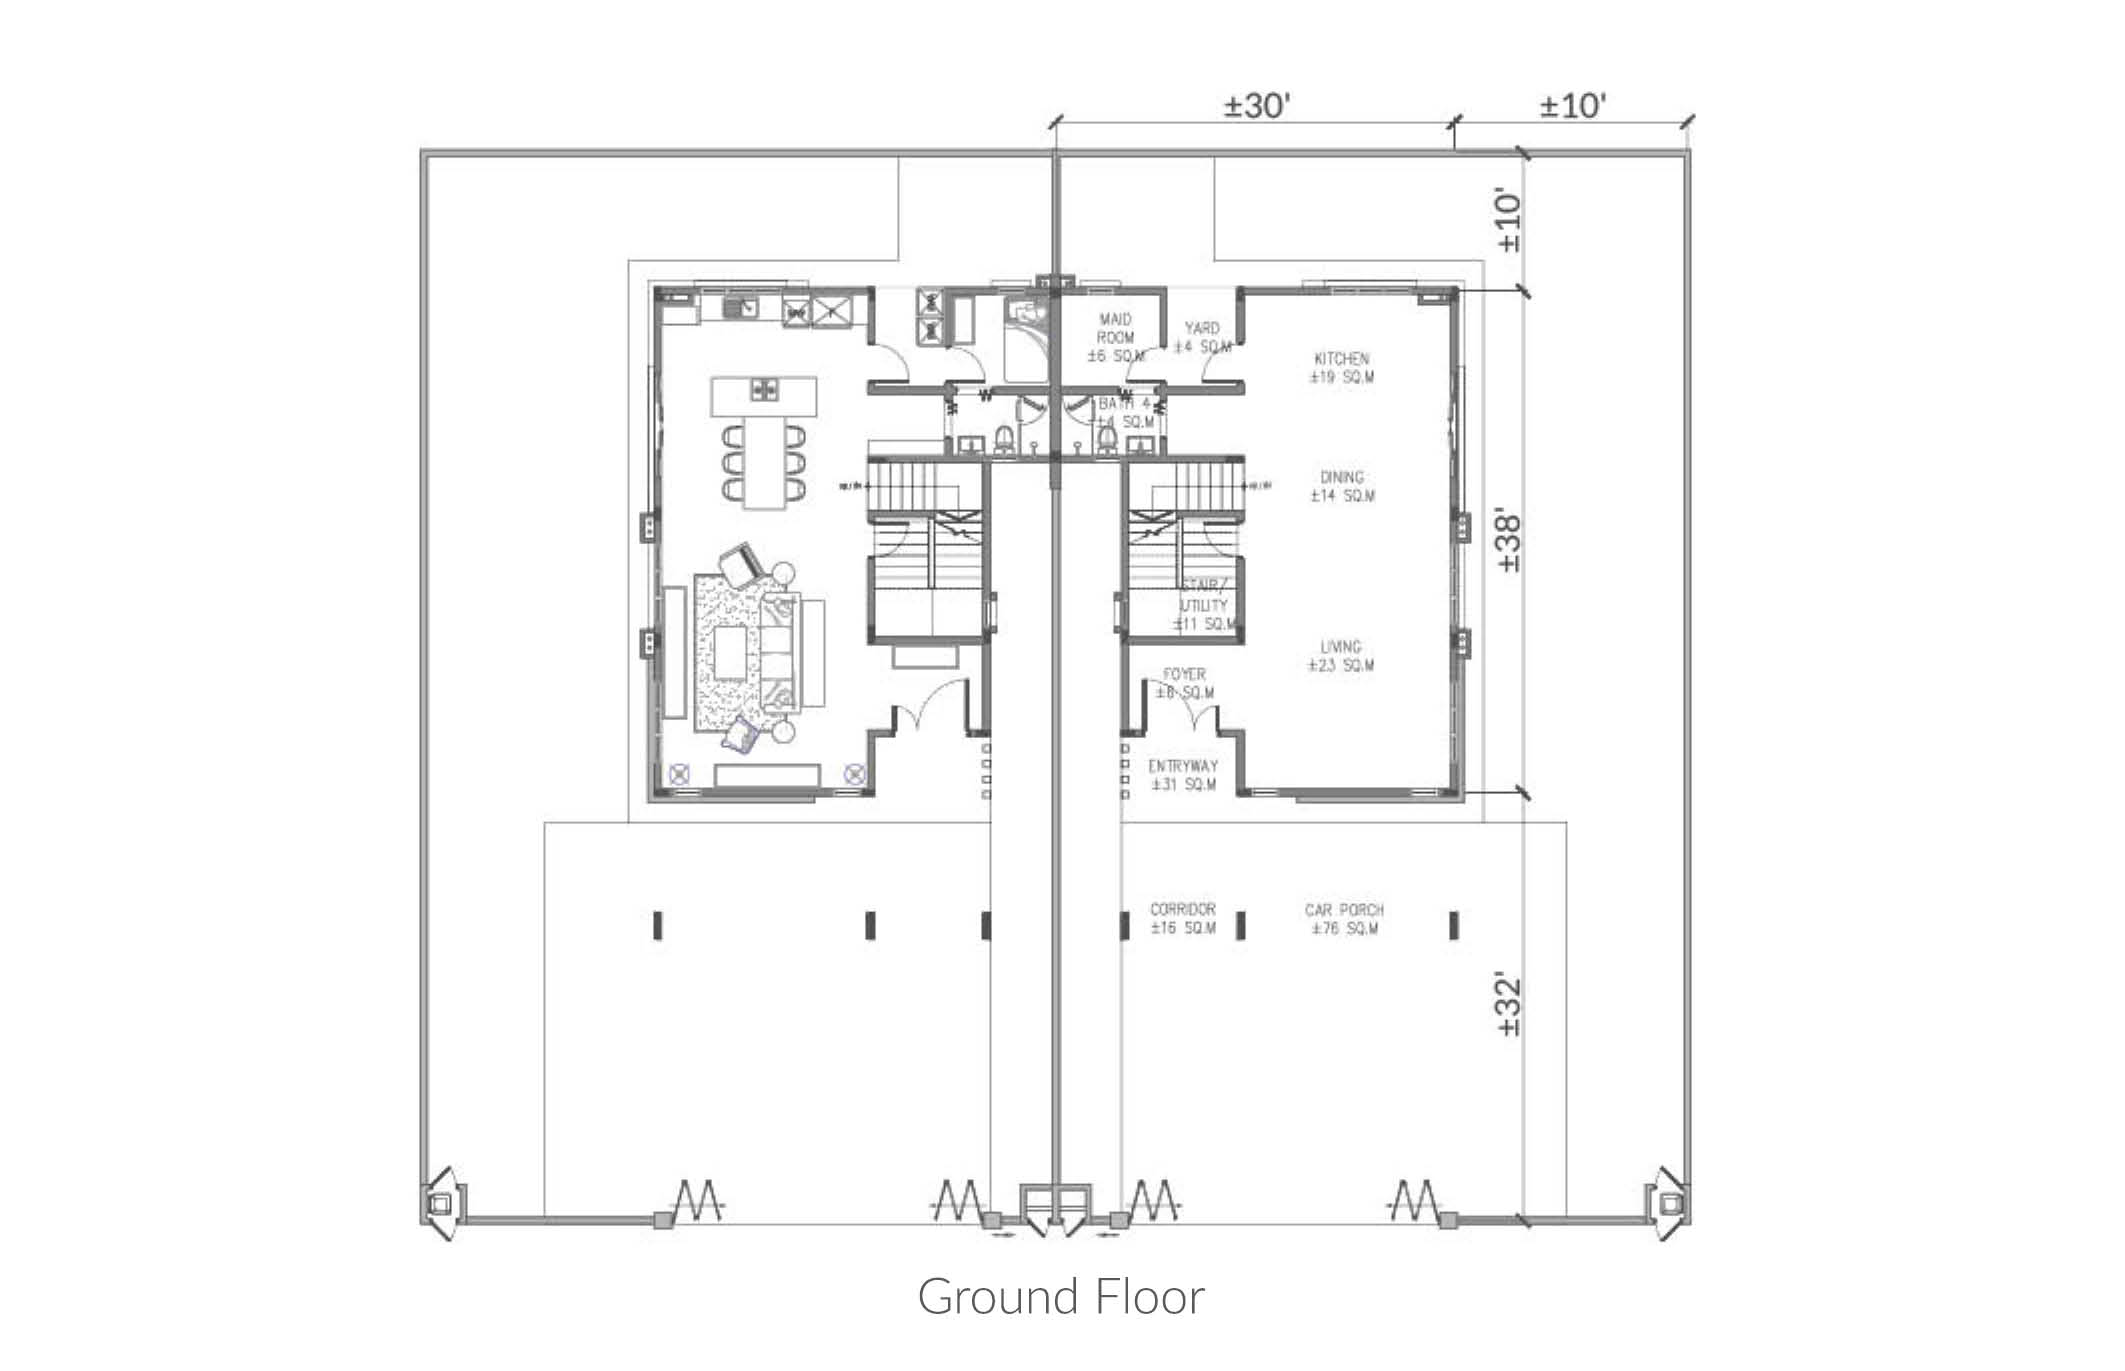 ±30'
±10'
±10'
MAID
ROOM
±6 SQ.M
YARD
±4 SQ.M
KITCHEN
±19 SQ.M
BATH 4
±4 SQ.M
DINING
±14 SQ.M
±38'
STAIR/
UTILITY
±11 SQ.M
LIVING
±23 SQ.M
FOYER
±8 SQ.M
ENTRYWAY
±31 SQ.M
CORRIDOR
±16 SQ.M
CAR PORCH
±76 SQ.M
±32'
Ground Floor